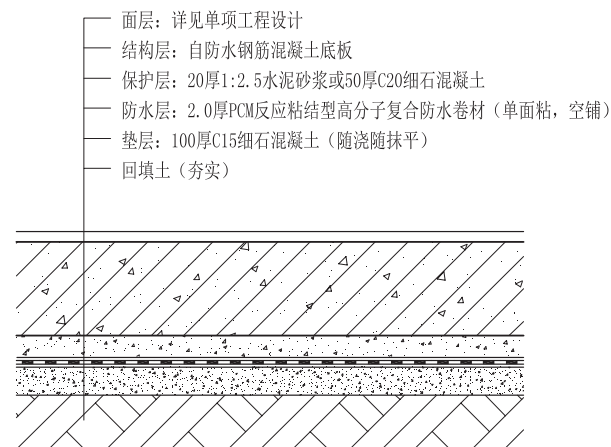 面层：详见单项工程设计
结构层：自防水钢筋混凝土底板
保护层：20厚1:2.5水泥砂浆或50厚C20细石混凝土
防水层：2.0厚PCM反应粘结型高分子复合防水卷材（单面粘，空铺）
垫层：100厚C15细石混凝土（随浇随抹平）
回填土（夯实）